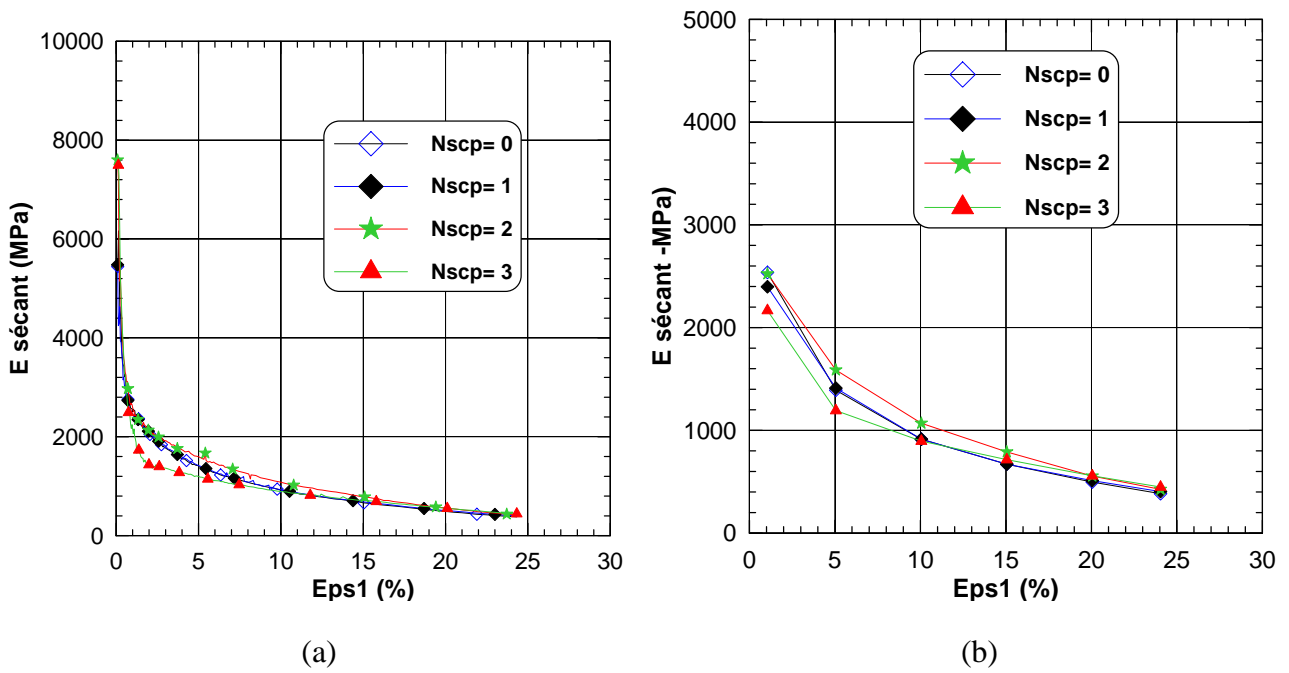 10000
8000
6000
4000
2000
0
E sécant (MPa)
Nscp= 0
Nscp= 1
Nscp= 2
Nscp= 3
0 5 10 15 20 25 30
Eps1 (%)
(a)
5000
4000
3000
2000
1000
0
E sécant -MPa)
Nscp= 0
Nscp= 1
Nscp= 2
Nscp= 3
0 5 10 15 20 25 30
Eps1 (%)
(b)